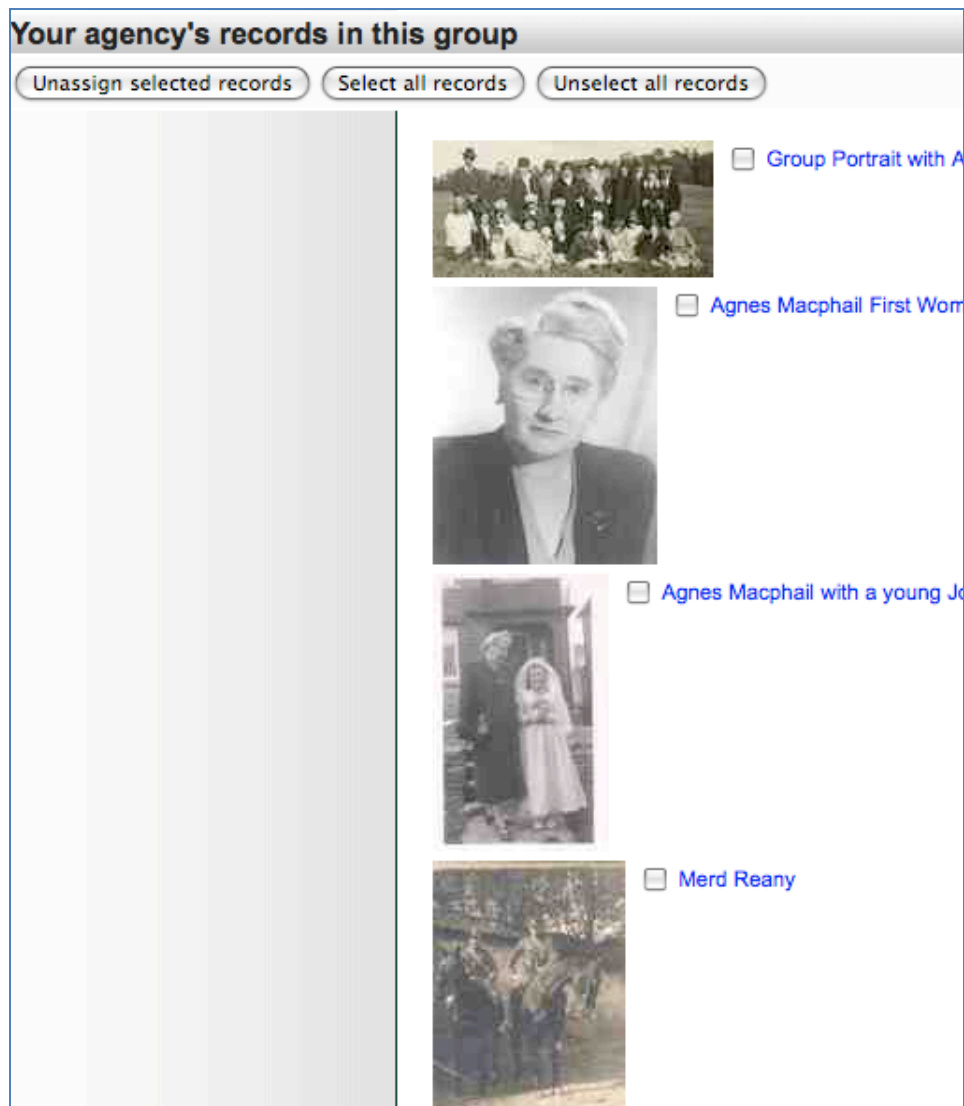 Your agency's records in this group
Unassign selected records Select all records Unselect all records
Group Portrait with A
Agnes Macphail First Wom
Agnes Macphail with a young Jo
Merd Reany